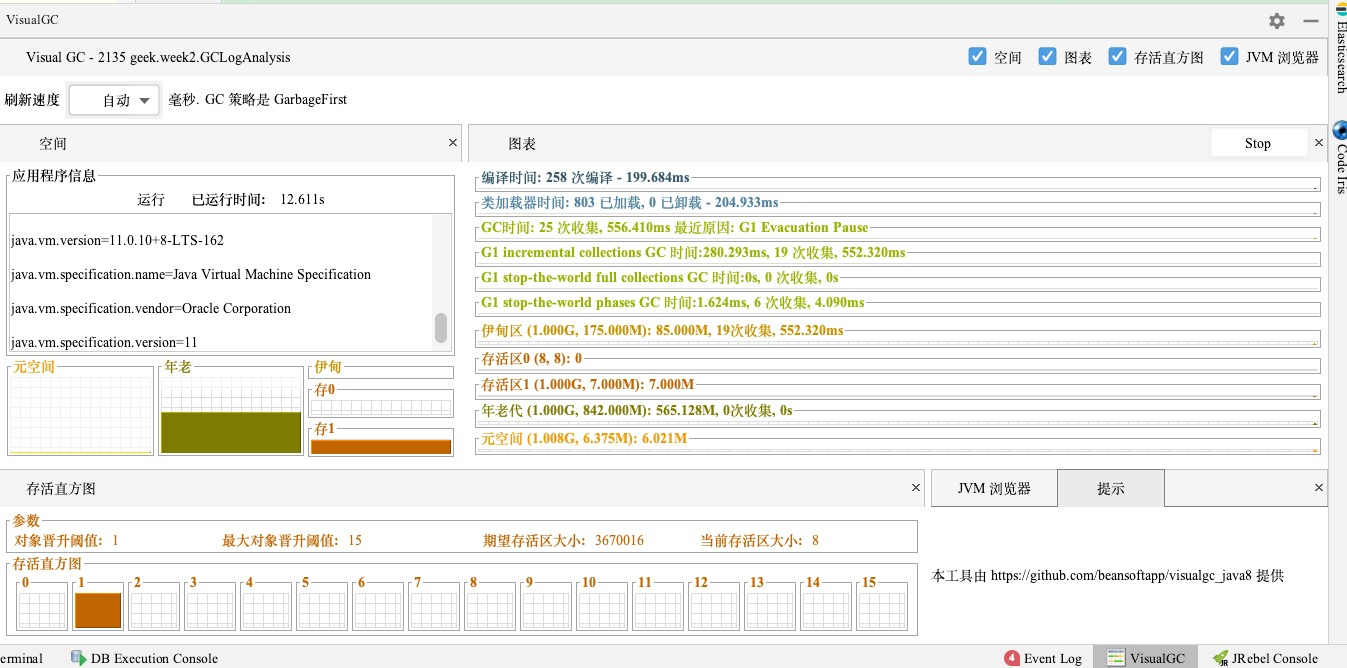 VisualGC
Visual GC - 2135 geek.week2.GCLogAnalysis
空间 图表 存活直方图 JVM 浏览器
刷新速度 自动 毫秒. GC 策略是 GarbageFirst
空间
应用程序信息
运行 已运行时间: 12.611s
java.vm.version=11.0.10+8-LTS-162
java.vm.specification.name=Java Virtual Machine Specification
java.vm.specification.vendor=Oracle Corporation
java.vm.specification.version=11
元空间
年老
伊甸
存0
存1
图表
Stop
编译时间: 258 次编译 - 199.684ms
类加载器时间: 803 已加载, 0 已卸载 - 204.933ms
GC时间: 25 次收集, 556.410ms 最近原因: G1 Evacuation Pause
G1 incremental collections GC 时间:280.293ms, 19 次收集, 552.320ms
G1 stop-the-world full collections GC 时间:0s, 0 次收集, 0s
G1 stop-the-world phases GC 时间:1.624ms, 6 次收集, 4.090ms
伊甸区 (1.000G, 175.000M): 85.000M, 19次收集, 552.320ms
存活区0 (8, 8): 0
存活区1 (1.000G, 7.000M): 7.000M
年老代 (1.000G, 842.000M): 565.128M, 0次收集, 0s
元空间 (1.008G, 6.375M): 6.021M
存活直方图
参数
对象晋升阈值: 1 最大对象晋升阈值: 15 期望存活区大小: 3670016 当前存活区大小: 8
存活直方图
0 1 2 3 4 5 6 7 8 9 10 11 12 13 14 15
JVM 浏览器 提示
本工具由 https://github.com/beansoftapp/visualgc_java8 提供
Elasticsearch
Code Iris
erminal DB Execution Console 4 Event Log VisualGC JRebel Console